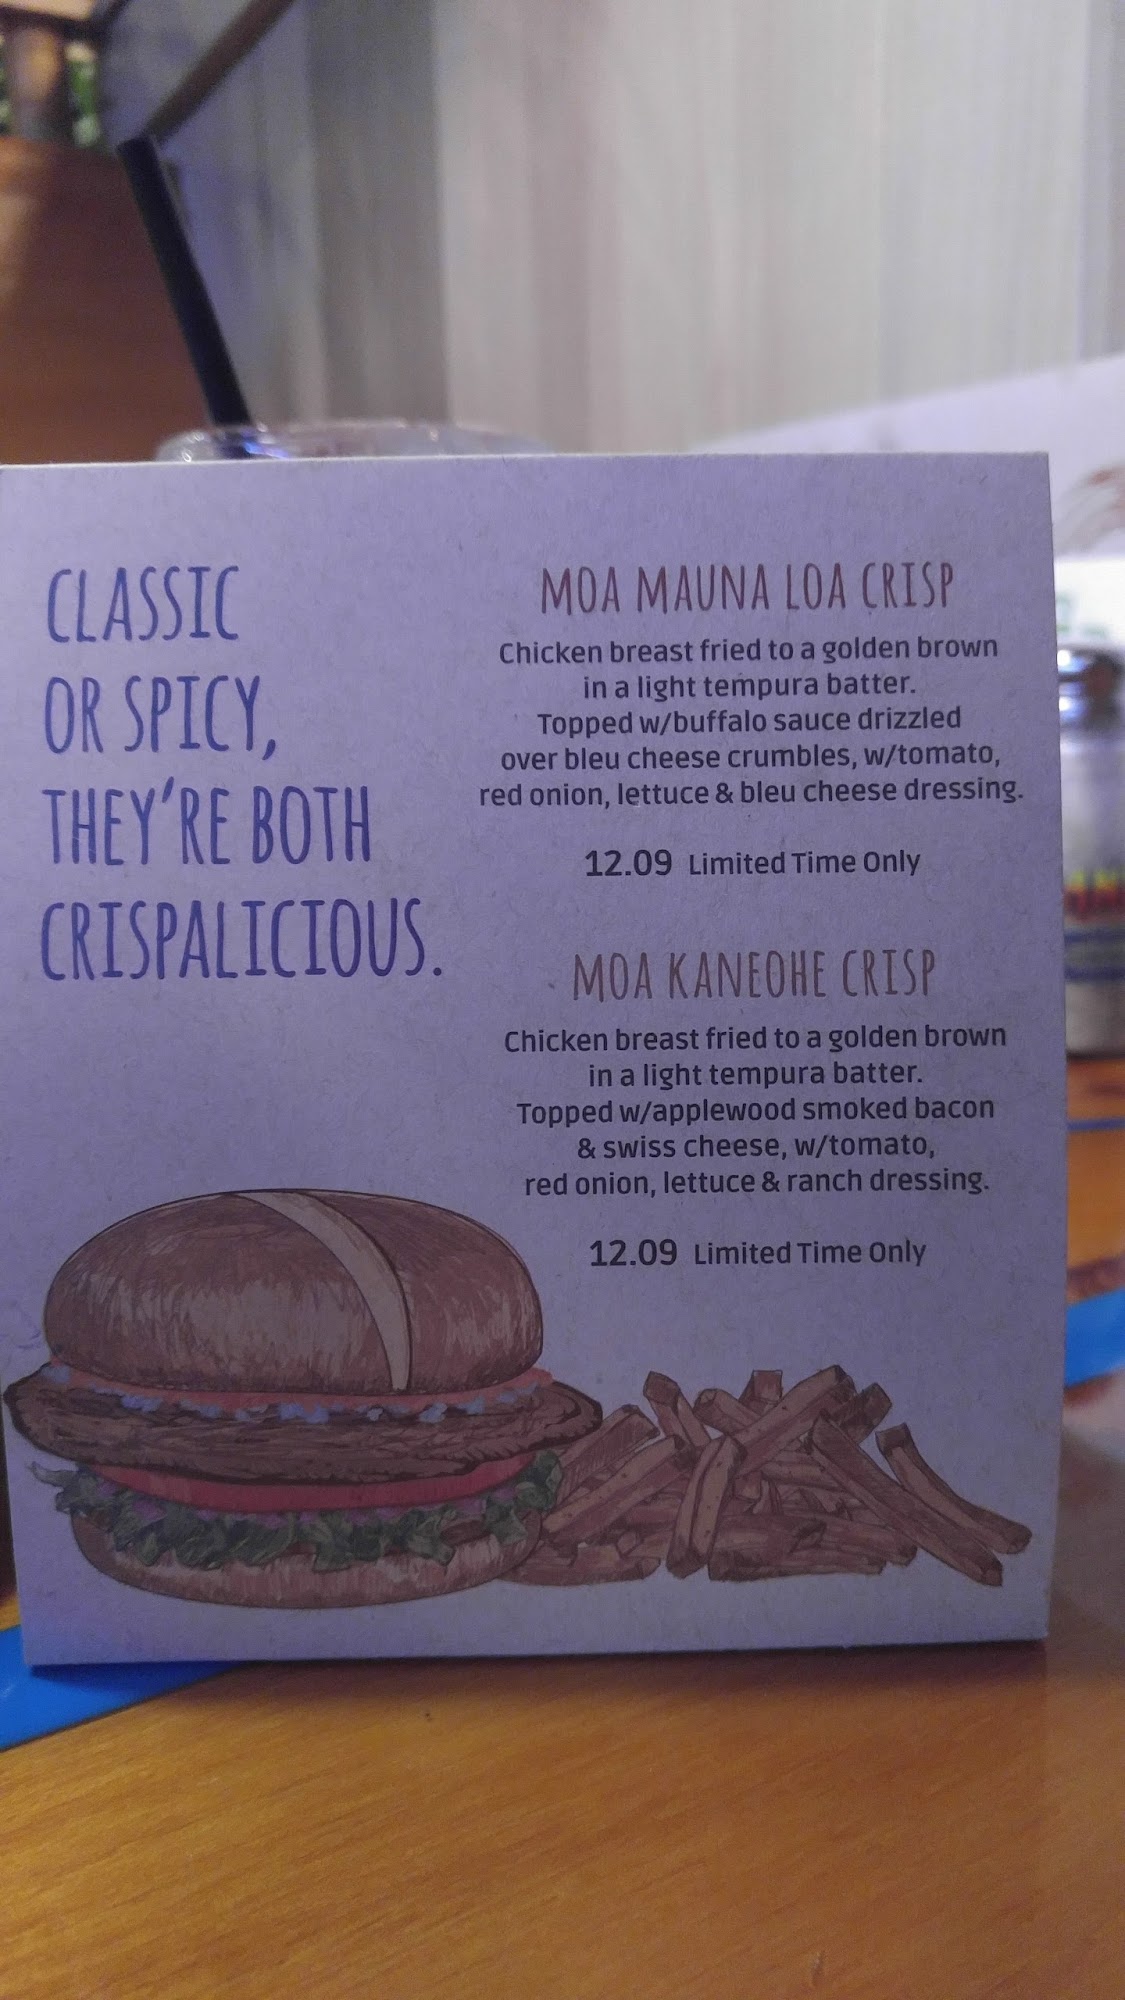 CLASSIC
OR SPICY,
THEY'RE BOTH
CRISPALICIOUS.
MOA MAUNA LOA CRISP
Chicken breast fried to a golden brown
in a light tempura batter.
Topped w/buffalo sauce drizzled
over bleu cheese crumbles, w/tomato,
red onion, lettuce & bleu cheese dressing.
12.09 Limited Time Only
MOA KANEOHE CRISP
Chicken breast fried to a golden brown
in a light tempura batter.
Topped w/applewood smoked bacon
& swiss cheese, w/tomato,
red onion, lettuce & ranch dressing.
12.09 Limited Time Only